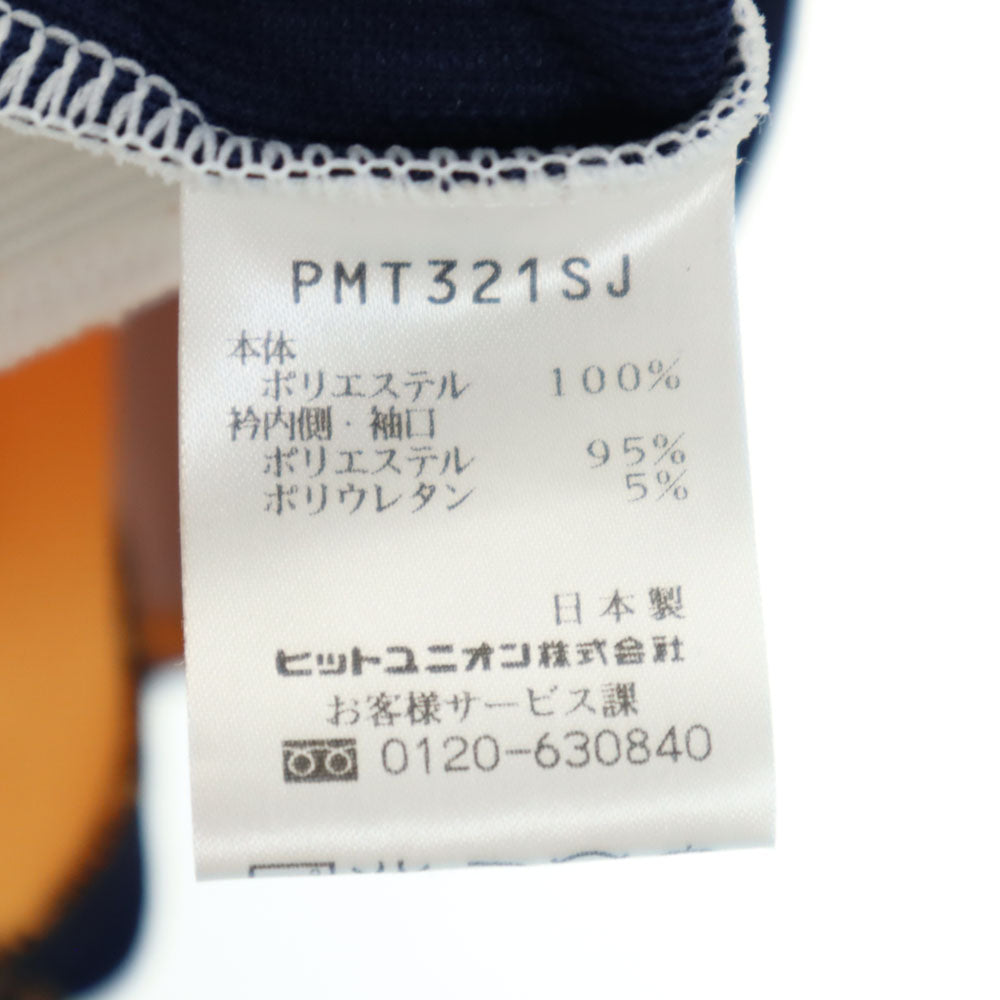 PMT321SJ
本体
ポリエステル 100%
衿内側・袖口
ポリエステル 95%
ポリウレタン 5%
日本製
ヒットユニオン株式会社
お客様サービス課
0120-630840